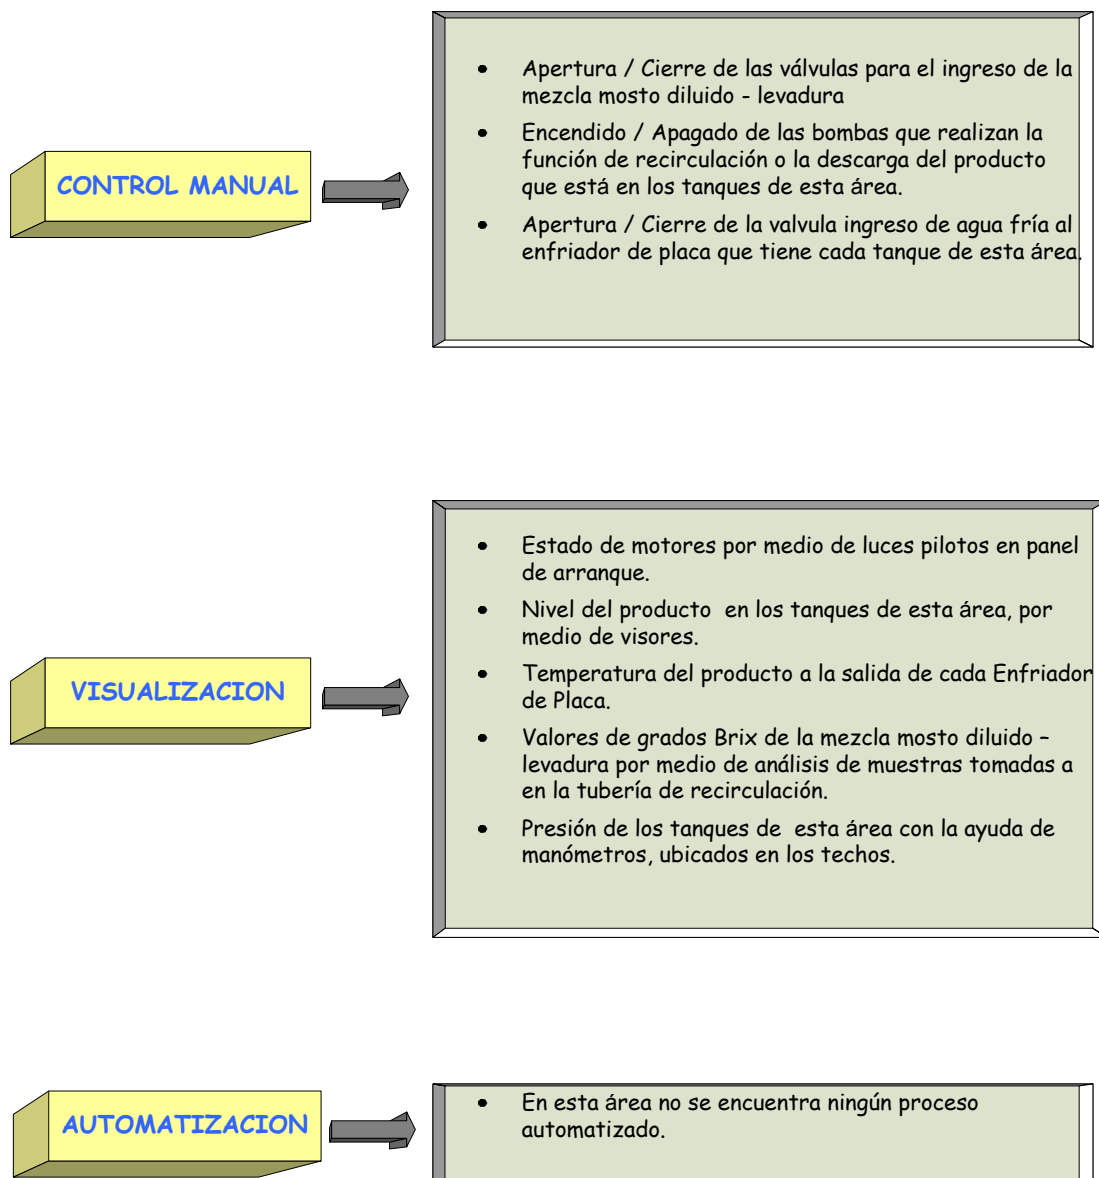 CONTROL MANUAL
• Apertura / Cierre de las válvulas para el ingreso de la
mezcla mosto diluido - levadura
• Encendido / Apagado de las bombas que realizan la
función de recirculación o la descarga del producto
que está en los tanques de esta área.
• Apertura / Cierre de la valvula ingreso de agua fría al
enfriador de placa que tiene cada tanque de esta área.
VISUALIZACION
• Estado de motores por medio de luces pilotos en panel
de arranque.
• Nivel del producto en los tanques de esta área, por
medio de visores.
• Temperatura del producto a la salida de cada Enfriador
de Placa.
• Valores de grados Brix de la mezcla mosto diluido –
levadura por medio de análisis de muestras tomadas a
en la tubería de recirculación.
• Presión de los tanques de esta área con la ayuda de
manómetros, ubicados en los techos.
AUTOMATIZACION
• En esta área no se encuentra ningún proceso
automatizado.